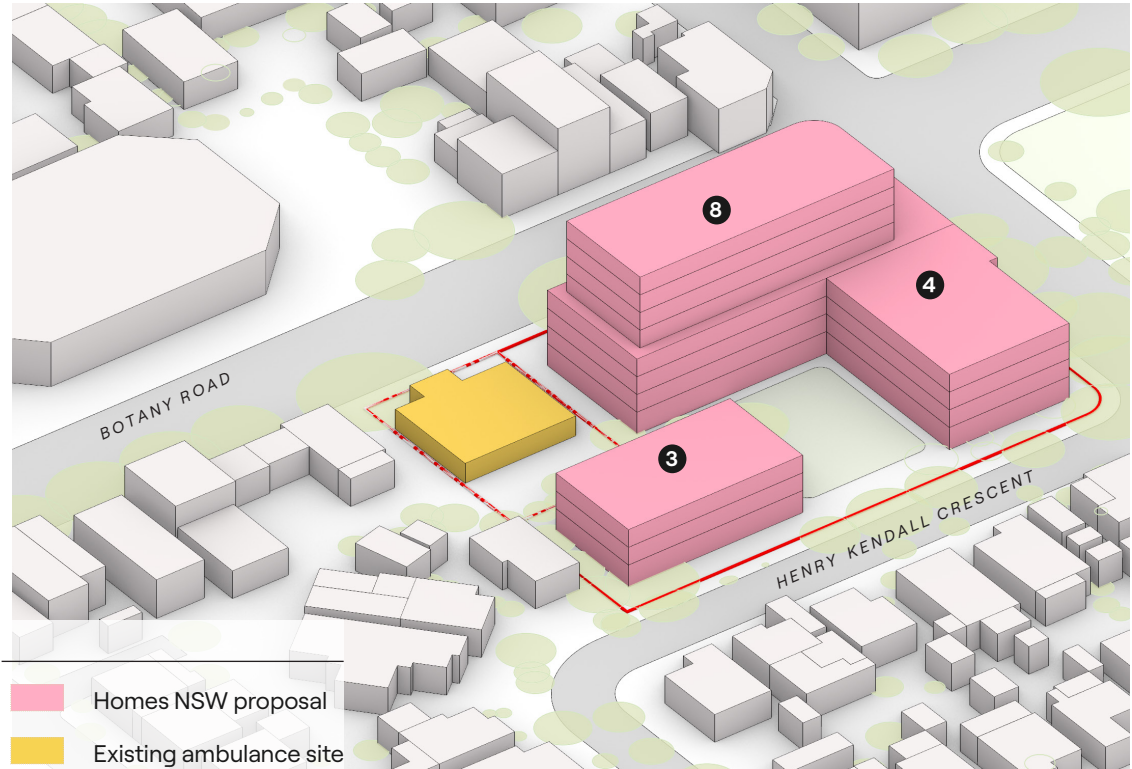 8
4
BOTANY ROAD
3
HENRY KENDALL CRESCENT
Homes NSW proposal
Existing ambulance site